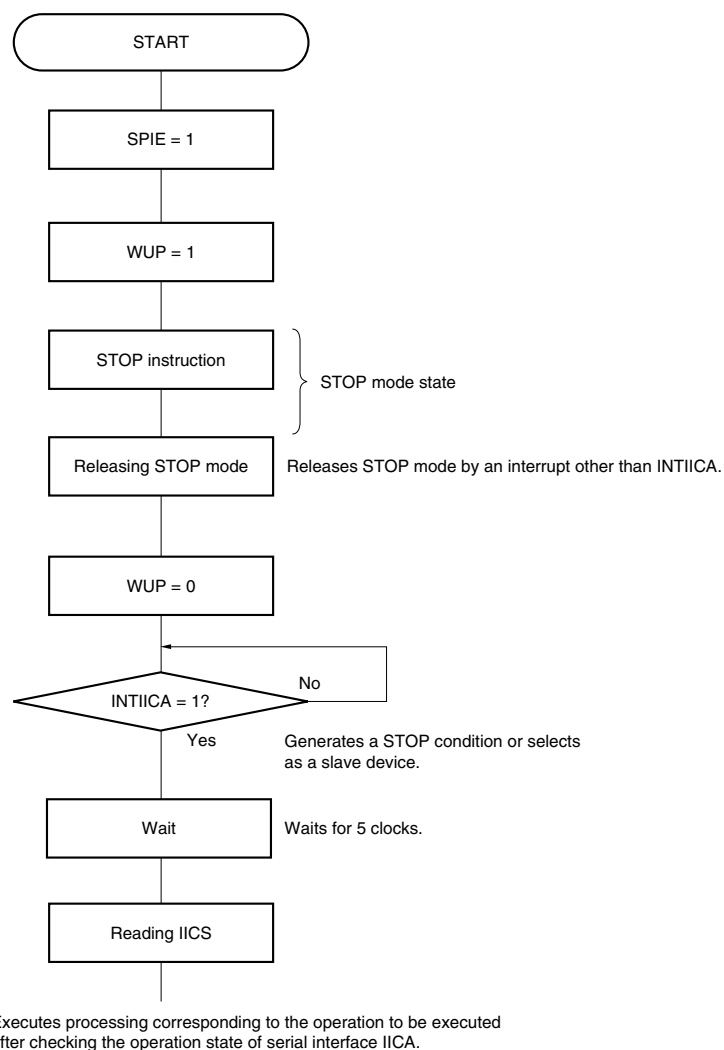 START
SPIE = 1
WUP = 1
STOP instruction
STOP mode state
Releasing STOP mode
Releases STOP mode by an interrupt other than INTIICA.
WUP = 0
No
INTIICA = 1?
Yes
Generates a STOP condition or selects
as a slave device.
Wait
Waits for 5 clocks.
Reading IICS
Executes processing corresponding to the operation to be executed
after checking the operation state of serial interface IICA.